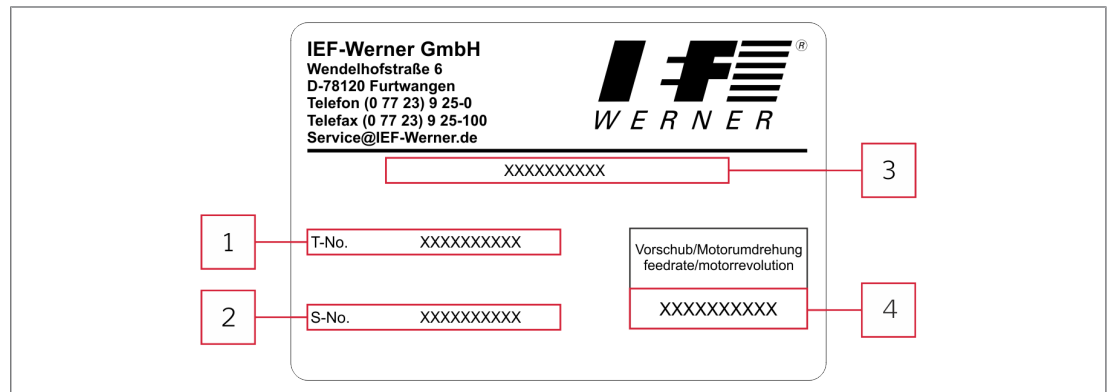 IEF-Werner GmbH
Wendelhofstraße 6
D-78120 Furtwangen
Telefon (0 77 23) 9 25-0
Telefax (0 77 23) 9 25-100
Service@IEF-Werner.de
IEF®
WERNER
XXXXXXXXXX
3
1
T-No. XXXXXXXXXX
Vorschub/Motorumdrehung
feedrate/motorrevolution
2
S-No. XXXXXXXXXX
XXXXXXXXXX
4